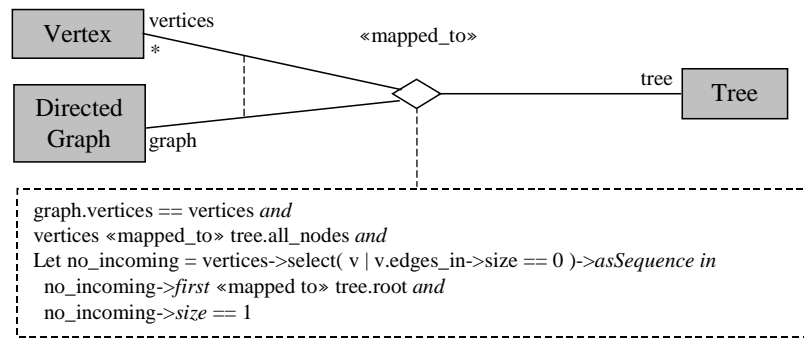 Vertex
vertices
*
«mapped_to»
Directed
Graph
graph
tree
Tree
graph.vertices == vertices and
vertices «mapped_to» tree.all_nodes and
Let no_incoming = vertices->select( v | v.edges_in->size == 0 )->asSequence in
no_incoming->first «mapped to» tree.root and
no_incoming->size == 1